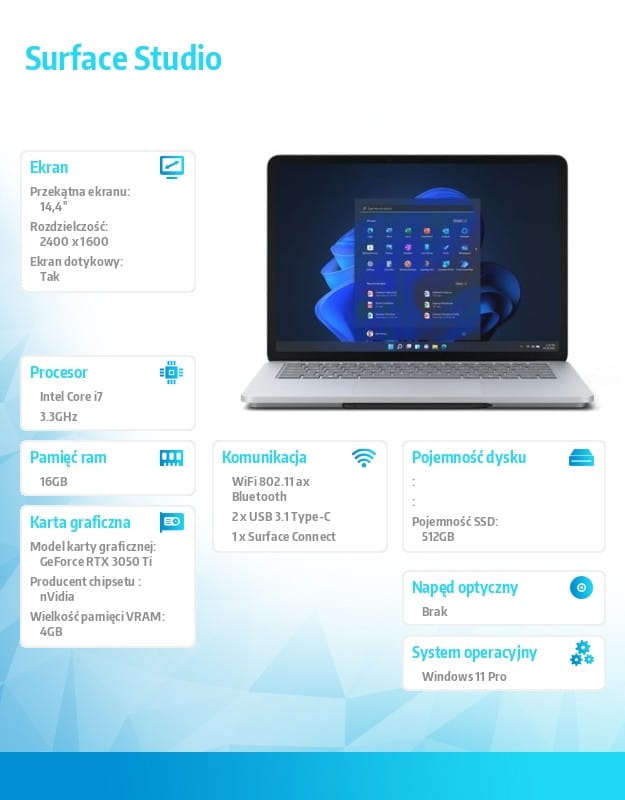 Surface Studio
Ekran
Przekątna ekranu:
14,4"
Rozdzielczość:
2400 x 1600
Ekran dotykowy:
Tak
Procesor
Intel Core i7
3.3GHz
Pamięć ram
16GB
Karta graficzna
Model karty graficznej:
GeForce RTX 3050 Ti
Producent chipsetu :
nVidia
Wielkość pamięci VRAM:
4GB
Komunikacja
WiFi 802.11 ax
Bluetooth
2 x USB 3.1 Type-C
1 x Surface Connect
Pojemność dysku
:
:
Pojemność SSD:
512GB
Napęd optyczny
Brak
System operacyjny
Windows 11 Pro